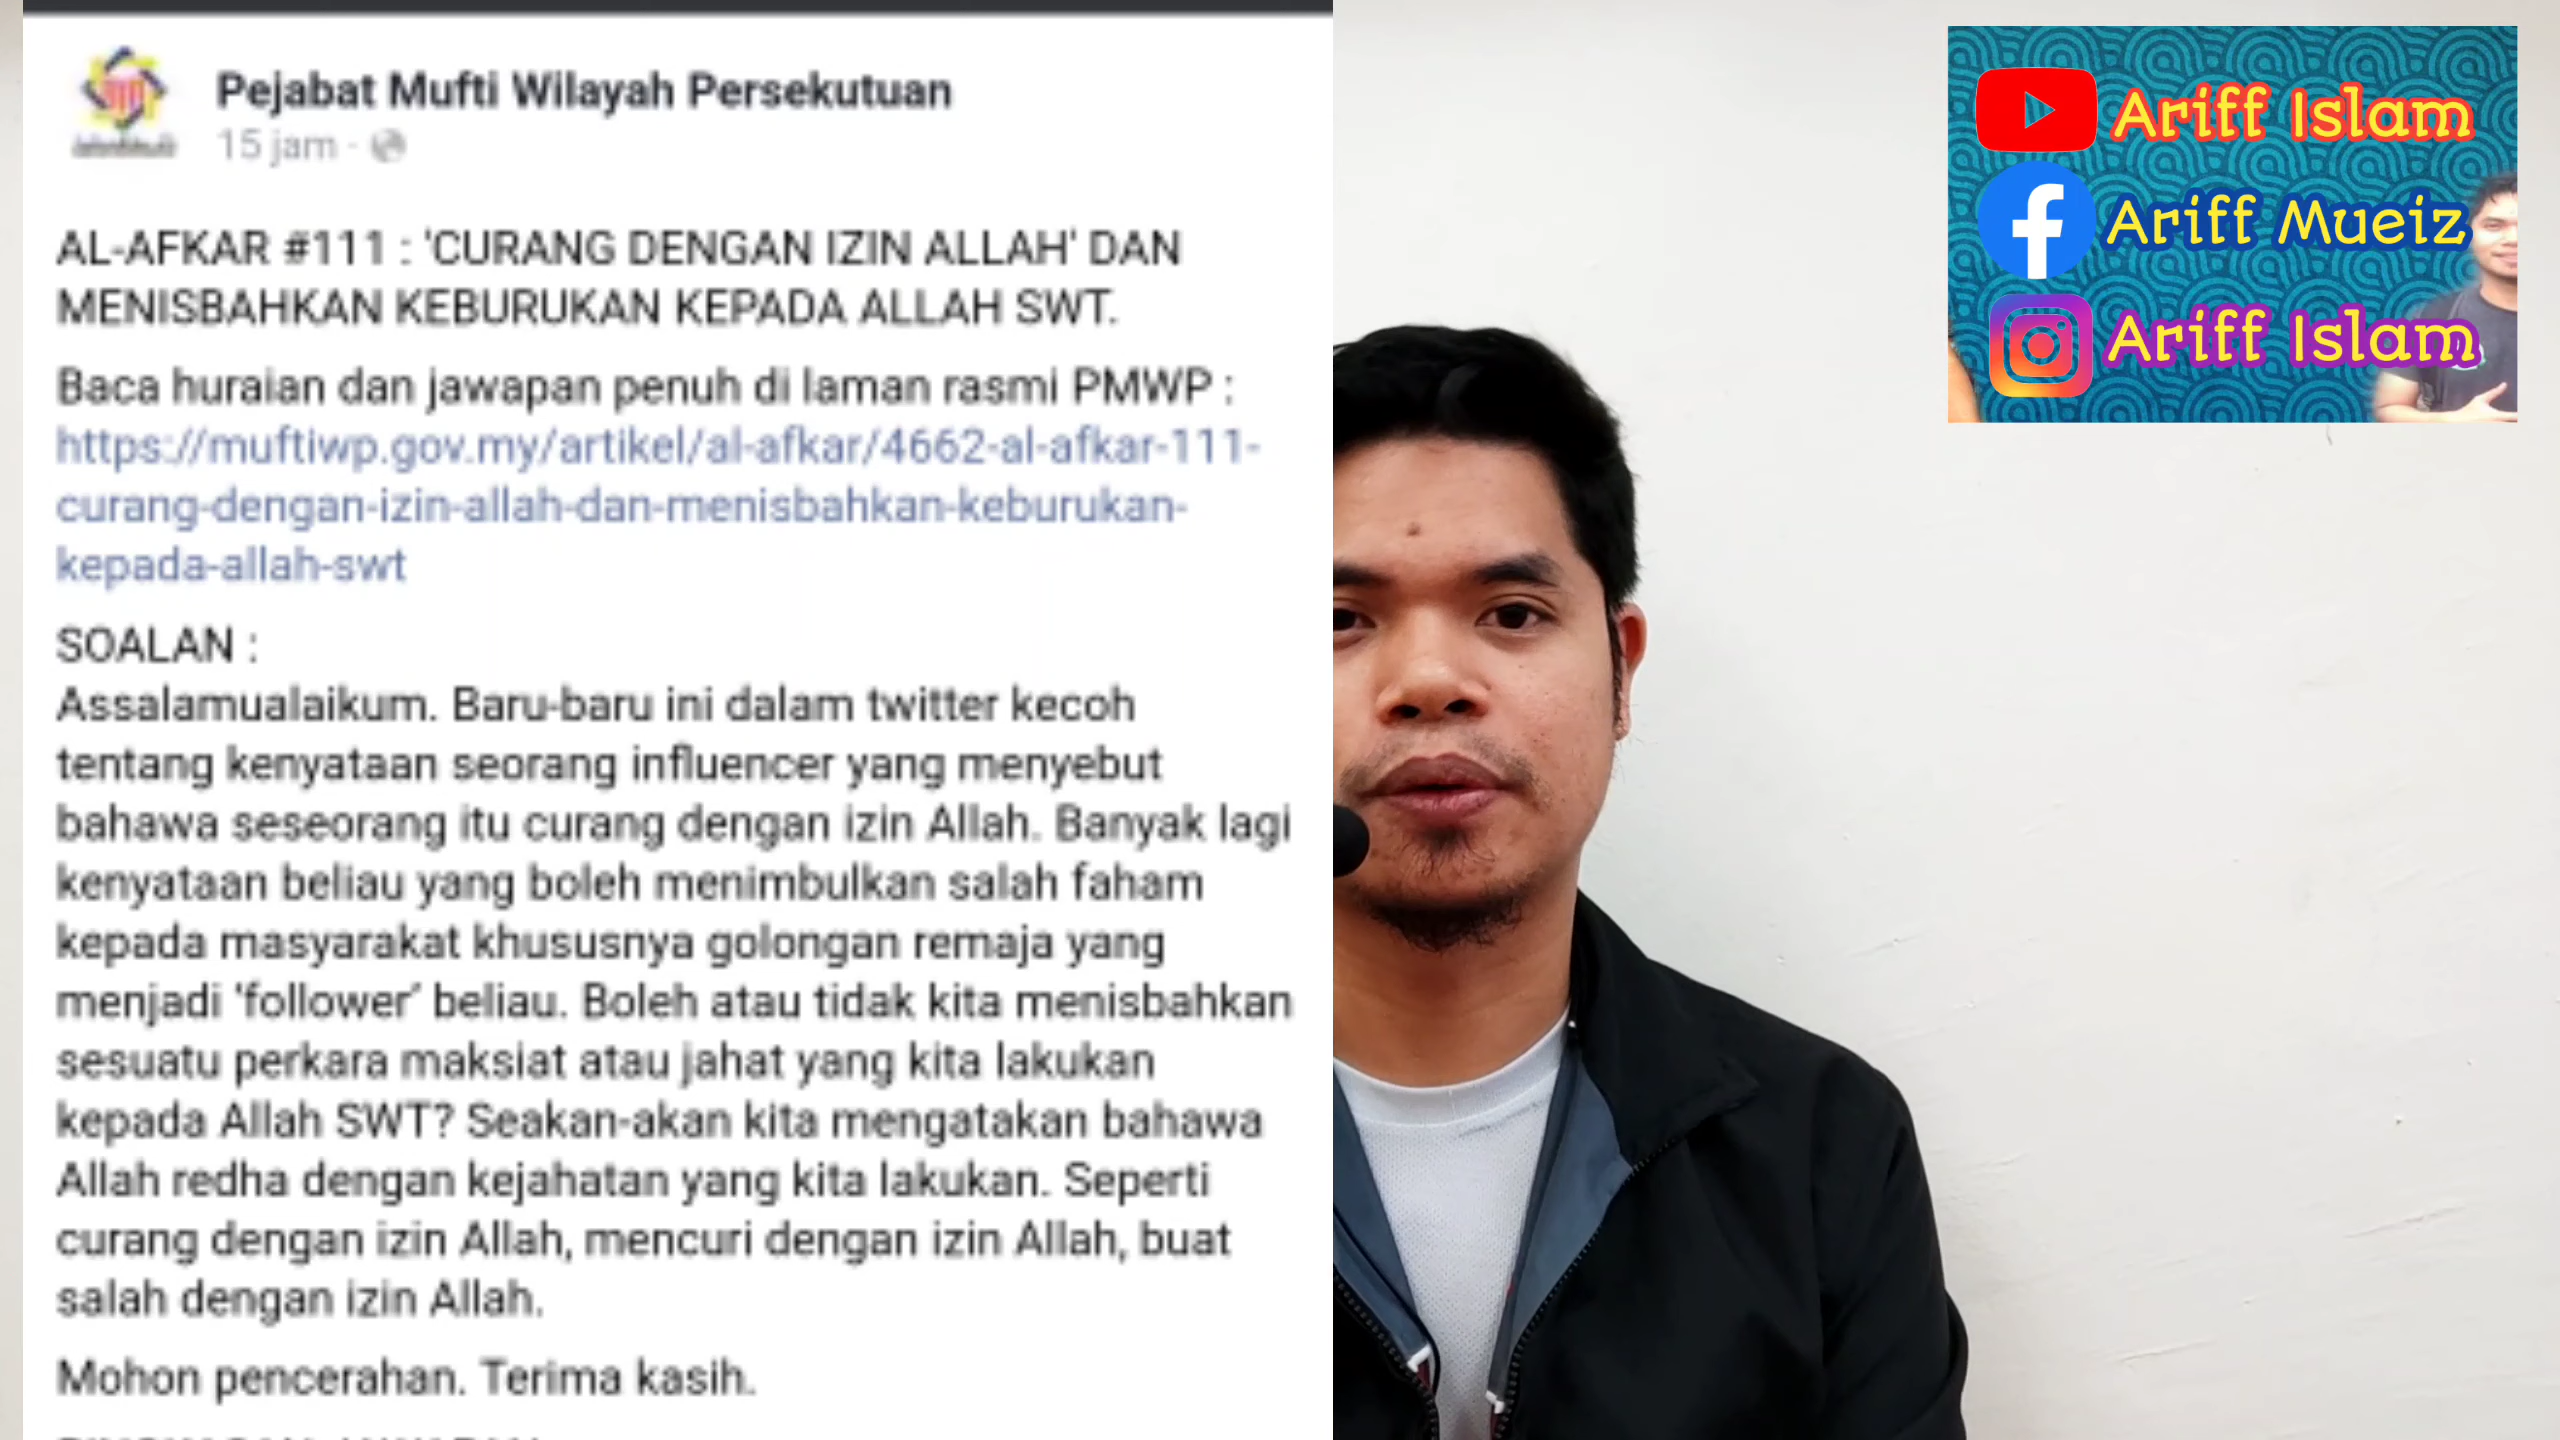 Pejabat Mufti Wilayah Persekutuan
15 jam ·
AL-AFKAR #111 : 'CURANG DENGAN IZIN ALLAH' DAN
MENISBAHKAN KEBURUKAN KEPADA ALLAH SWT.
Baca huraian dan jawapan penuh di laman rasmi PMWP :
https://muftiwp.gov.my/artikel/al-afkar/4662-al-afkar-111-
curang-dengan-izin-allah-dan-menisbahkan-keburukan-
kepada-allah-swt
SOALAN :
Assalamualaikum. Baru-baru ini dalam twitter kecoh
tentang kenyataan seorang influencer yang menyebut
bahawa seseorang itu curang dengan izin Allah. Banyak lagi
kenyataan beliau yang boleh menimbulkan salah faham
kepada masyarakat khususnya golongan remaja yang
menjadi 'follower' beliau. Boleh atau tidak kita menisbahkan
sesuatu perkara maksiat atau jahat yang kita lakukan
kepada Allah SWT? Seakan-akan kita mengatakan bahawa
Allah redha dengan kejahatan yang kita lakukan. Seperti
curang dengan izin Allah, mencuri dengan izin Allah, buat
salah dengan izin Allah.
Mohon pencerahan. Terima kasih.
Ariff Islam
Ariff Mueiz
Ariff Islam